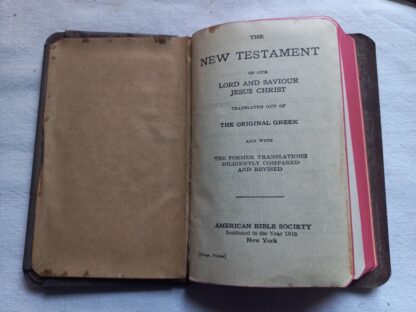 THE
NEW TESTAMENT
OF OUR
LORD AND SAVIOUR
JESUS CHRIST
TRANSLATED OUT OF
THE ORIGINAL GREEK
AND WITH
THE FORMER TRANSLATIONS
DILIGENTLY COMPARED
AND REVISED
AMERICAN BIBLE SOCIETY
Instituted in the Year 1816
New York